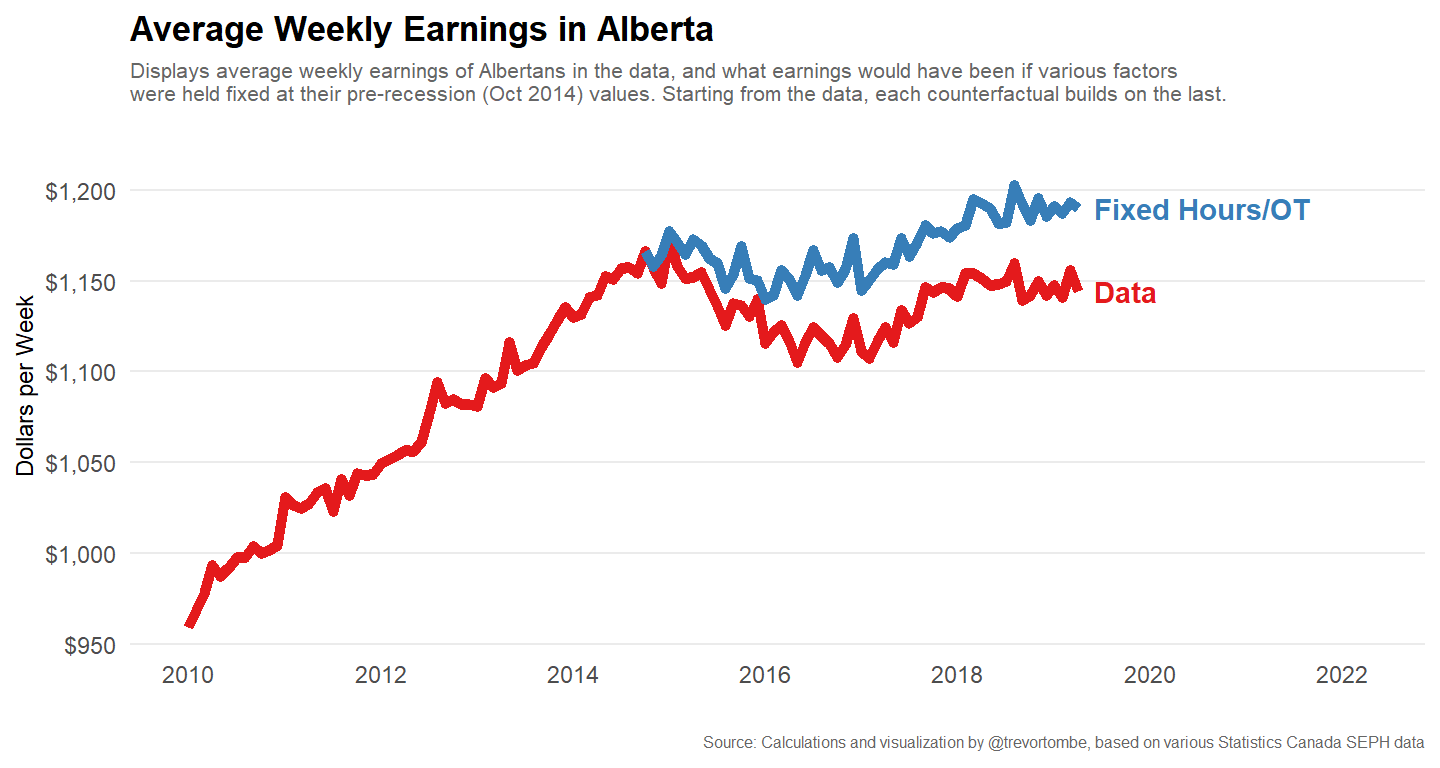 Average Weekly Earnings in Alberta
Displays average weekly earnings of Albertans in the data, and what earnings would have been if various factors
were held fixed at their pre-recession (Oct 2014) values. Starting from the data, each counterfactual builds on the last.
Dollars per Week
$1,200
$1,150
$1,100
$1,050
$1,000
$950
Fixed Hours/OT
Data
2010
2012
2014
2016
2018
2020
2022
Source: Calculations and visualization by @trevortombe, based on various Statistics Canada SEPH data